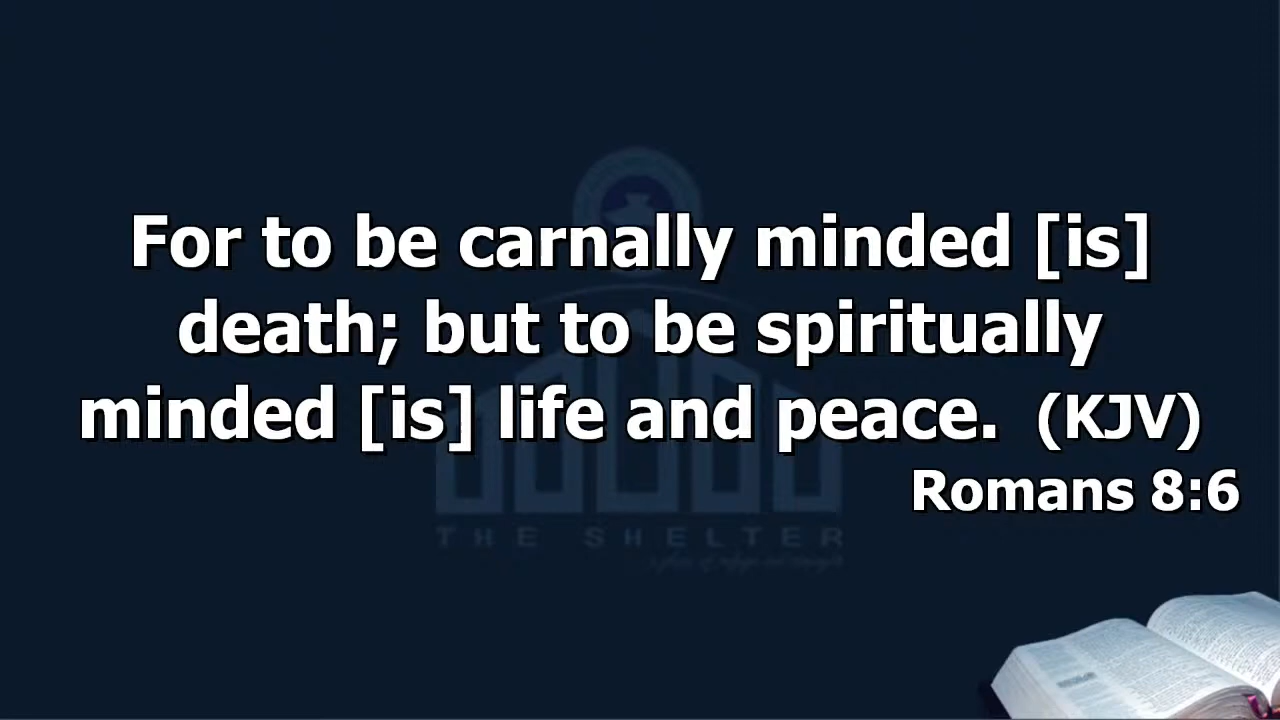 For to be carnally minded [is]
death; but to be spiritually
minded [is] life and peace. (KJV)
Romans 8:6
THE SHELTER